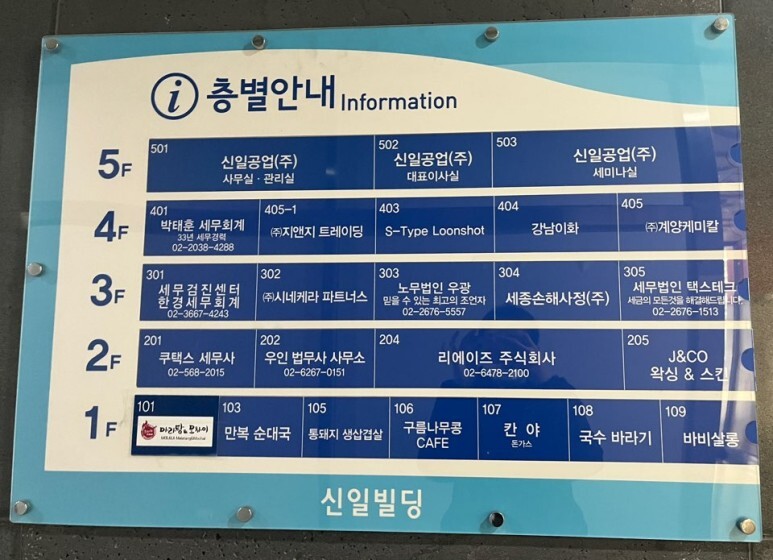 층별안내 Information
5F
501
신일공업(주)
사무실 · 관리실
502
신일공업(주)
대표이사실
503
신일공업(주)
세미나실
4F
401
박태훈 세무회계
33년 세무경력
02-2038-4288
405-1
㈜지앤지 트레이딩
403
S-Type Loonshot
404
강남이화
405
㈜계양케미칼
3F
301
세무검진센터
한경세무회계
02-3667-4243
302
㈜시네케라 파트너스
303
노무법인 우광
믿을 수 있는 최고의 조언자
02-2676-5557
304
세종손해사정(주)
305
세무법인 택스테크
세금의 모든것을 해결해드립니다.
02-2676-1513
2F
201
쿠택스 세무사
02-568-2015
202
우인 법무사 사무소
02-6267-0151
204
리에이즈 주식회사
02-6478-2100
205
J&CO
왁싱 & 스킨
1F
101
마라탕&모차이
103
만복 순대국
105
통돼지 생삼겹살
106
구름나무콩
CAFE
107
칸 야
돈가스
108
국수 바라기
109
바비살롱
신일빌딩